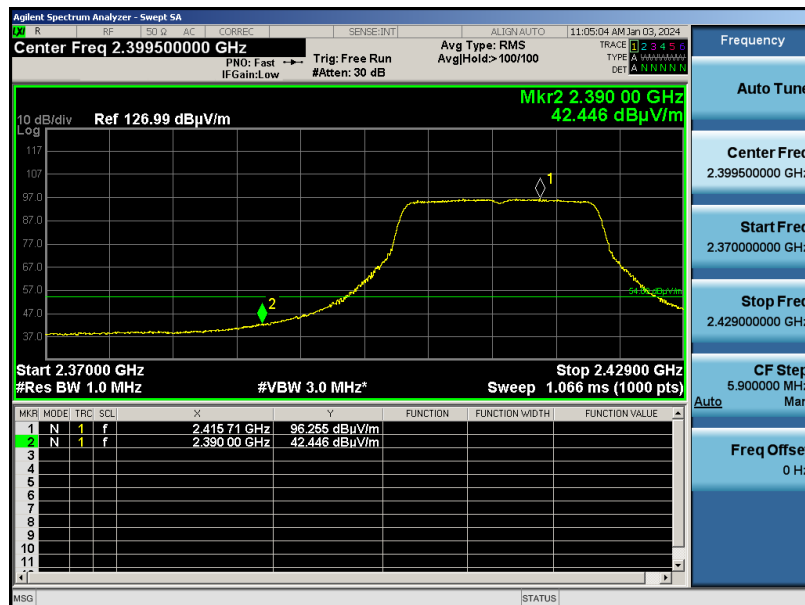 Agilent Spectrum Analyzer - Swept SA
LXI R RF 50 Ω AC CORREC SENSE:INT ALIGN AUTO 11:05:04 AM Jan 03, 2024
Center Freq 2.399500000 GHz
PNO: Fast
IFGain:Low
Trig: Free Run
#Atten: 30 dB
Avg Type: RMS
Avg|Hold:>100/100
TRACE 1 2 3 4 5 6
TYPE A WWWWW
DET A N N N N N
Mkr2 2.390 00 GHz
42.446 dBµV/m
10 dB/div Ref 126.99 dBµV/m
Log
117
107
97.0
87.0
77.0
67.0
57.0
47.0
37.0
1
2
Start 2.37000 GHz Stop 2.42900 GHz
#Res BW 1.0 MHz #VBW 3.0 MHz* Sweep 1.066 ms (1000 pts)
MKR MODE TRC SCL X Y FUNCTION FUNCTION WIDTH FUNCTION VALUE
1 N 1 f 2.415 71 GHz 96.255 dBµV/m
2 N 1 f 2.390 00 GHz 42.446 dBµV/m
3
4
5
6
7
8
9
10
11
MSG STATUS
Frequency
Auto Tune
Center Freq
2.399500000 GHz
Start Freq
2.370000000 GHz
Stop Freq
2.429000000 GHz
CF Step
5.900000 MHz
Auto Man
Freq Offset
0 Hz